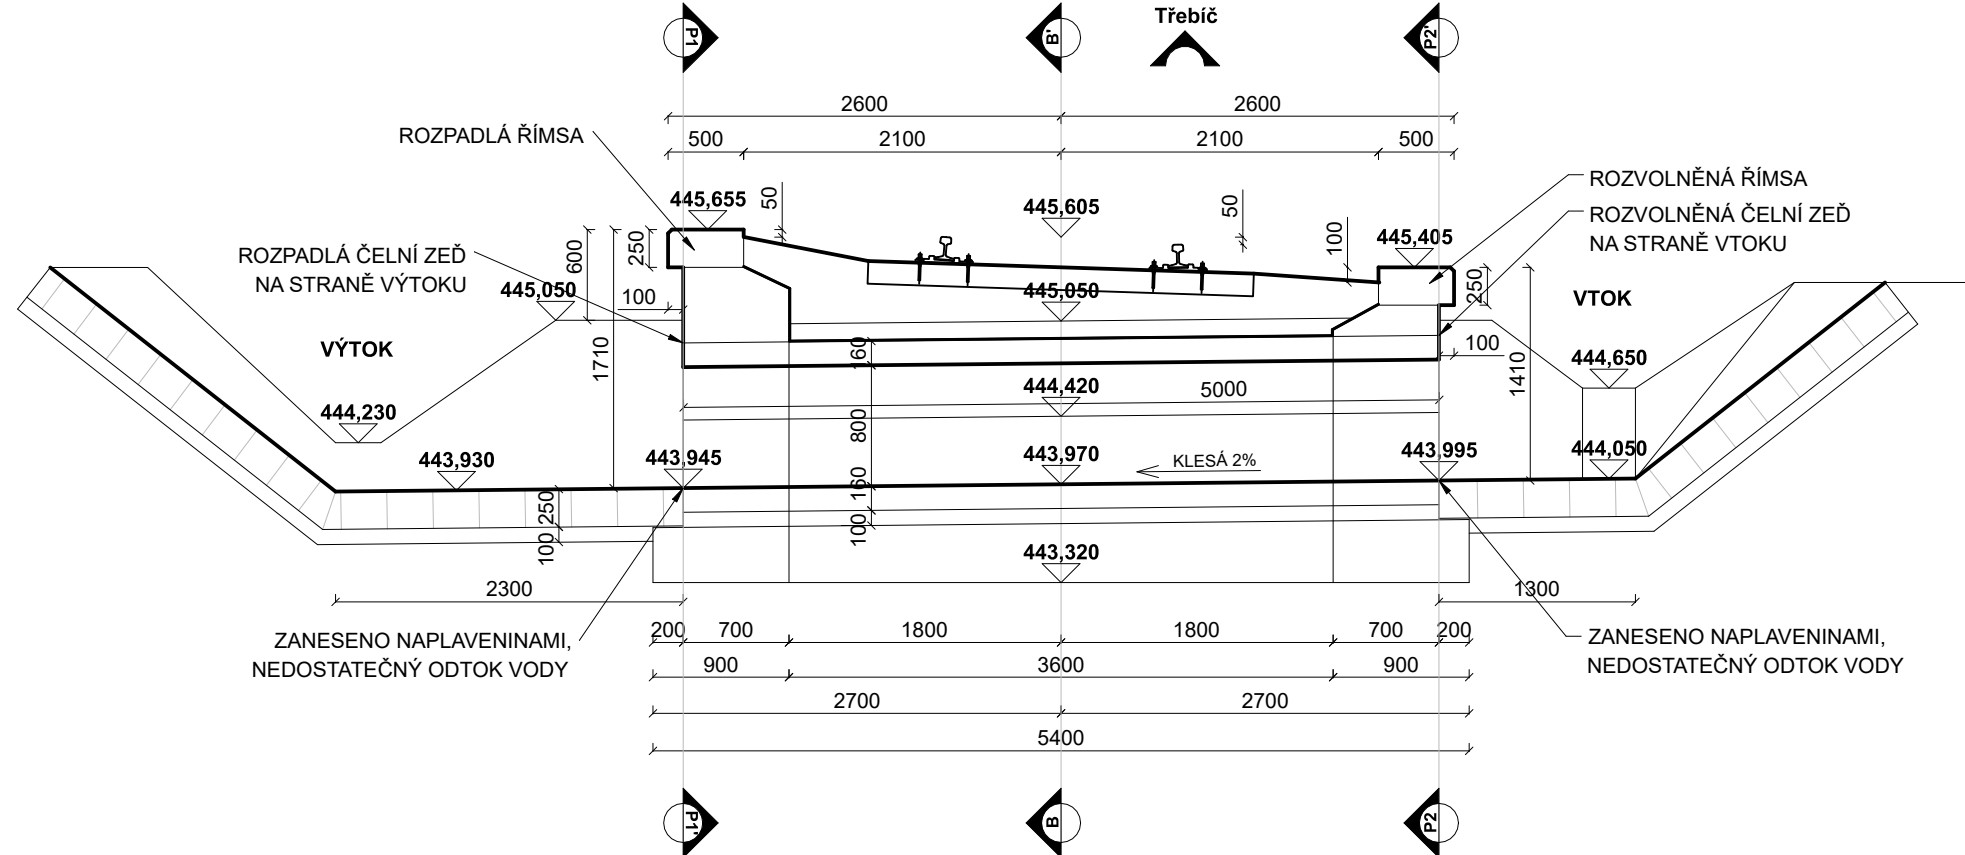 Třebíč
P1
B'
P2'
2600
2600
ROZPADLÁ ŘÍMSA
500
2100
2100
500
ROZVOLNĚNÁ ŘÍMSA
445,655
50
445,605
50
ROZVOLNĚNÁ ČELNÍ ZEĎ
NA STRANĚ VTOKU
600
250
100
445,405
ROZPADLÁ ČELNÍ ZEĎ
NA STRANĚ VÝTOKU
445,050
100
445,050
250
VTOK
VÝTOK
1710
160
100
1410
444,650
444,230
444,420
5000
800
443,930
443,945
443,970
KLESÁ 2%
443,995
444,050
250
160
100
100
443,320
2300
1300
ZANESENO NAPLAVENINAMI,
NEDOSTATEČNÝ ODTOK VODY
200
700
1800
1800
700
200
ZANESENO NAPLAVENINAMI,
NEDOSTATEČNÝ ODTOK VODY
900
3600
900
2700
2700
5400
P1'
B
P2